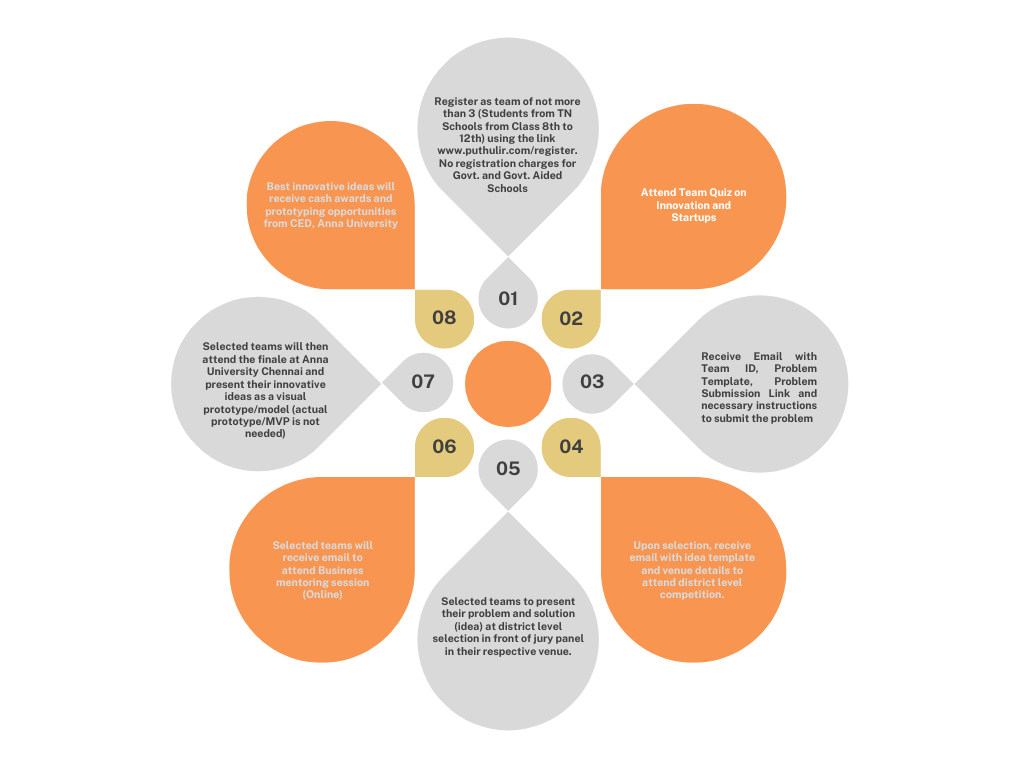 01
Register as team of not more
than 3 (Students from TN
Schools from Class 8th to
12th) using the link
www.puthulir.com/register.
No registration charges for
Govt. and Govt. Aided
Schools
02
Attend Team Quiz on
Innovation and
Startups
03
Receive Email with
Team ID, Problem
Template, Problem
Submission Link and
necessary instructions
to submit the problem
04
Upon selection, receive
email with idea template
and venue details to
attend district level
competition.
05
Selected teams to present
their problem and solution
(idea) at district level
selection in front of jury panel
in their respective venue.
06
Selected teams will
receive email to
attend Business
mentoring session
(Online)
07
Selected teams will then
attend the finale at Anna
University Chennai and
present their innovative
ideas as a visual
prototype/model (actual
prototype/MVP is not
needed)
08
Best innovative ideas will
receive cash awards and
prototyping opportunities
from CED, Anna University